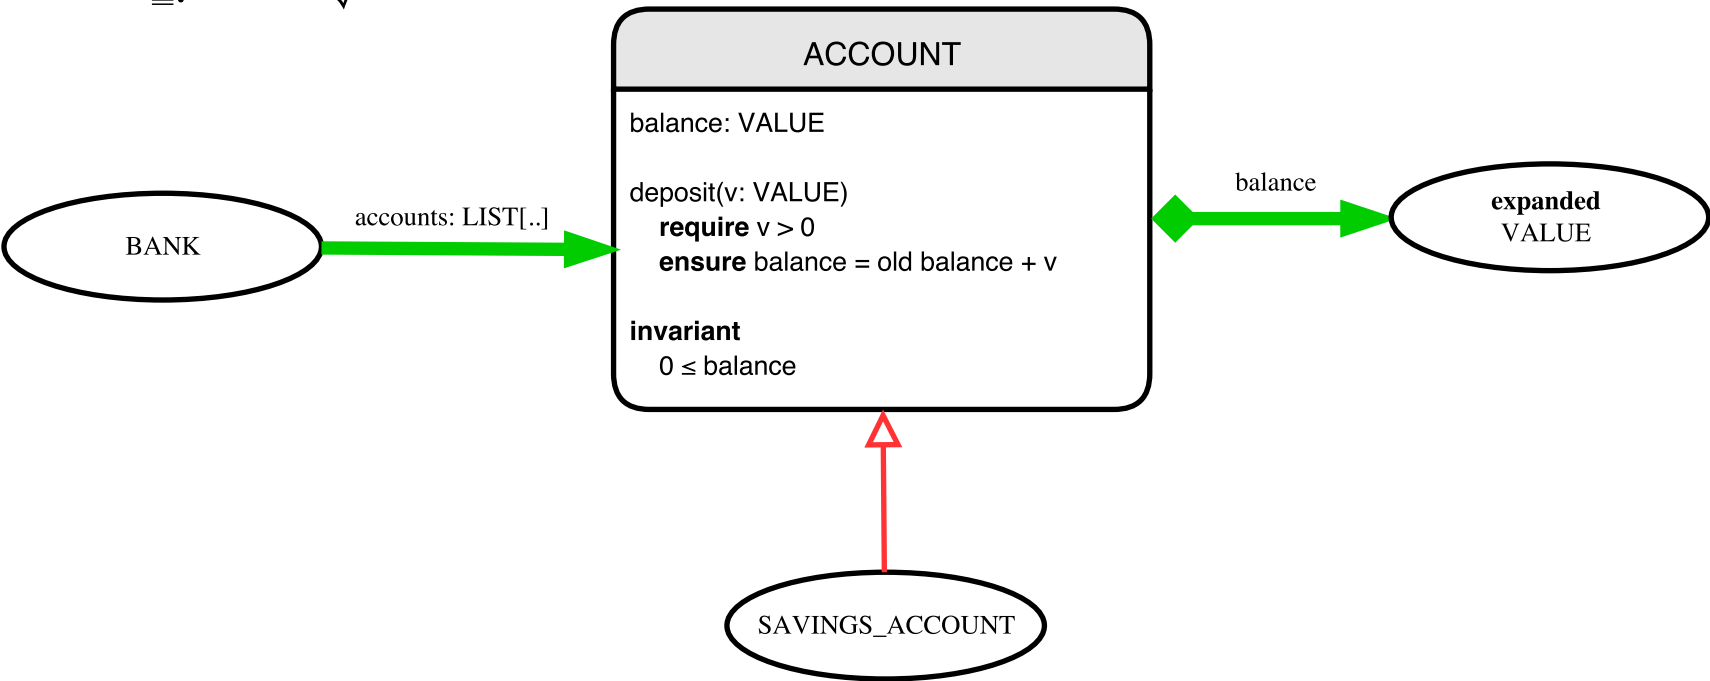 ACCOUNT
balance: VALUE
deposit(v: VALUE)
require v > 0
ensure balance = old balance + v
invariant
0 ≤ balance
BANK
accounts: LIST[..]
balance
expanded
VALUE
SAVINGS_ACCOUNT